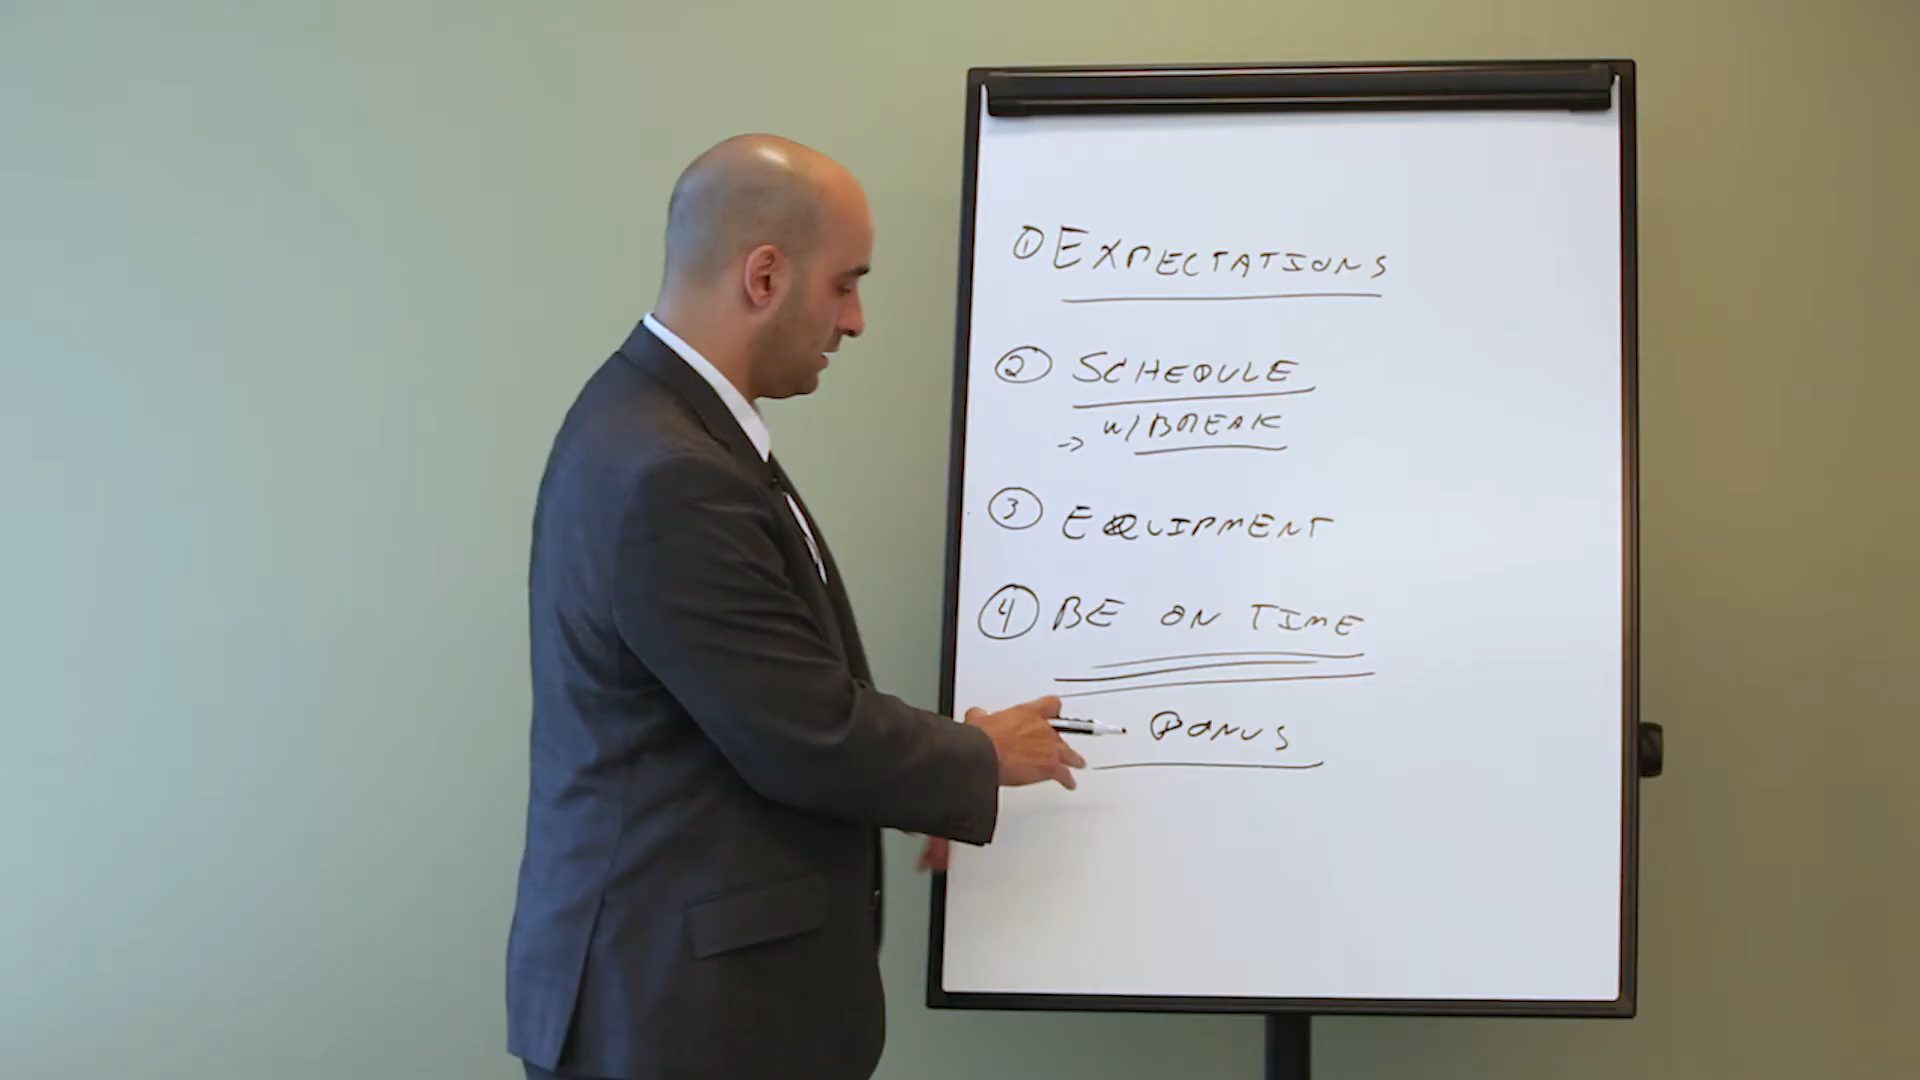 ① EXPECTATIONS
② SCHEDULE
→ W/BREAK
③ EQUIPMENT
④ BE ON TIME
BONUS